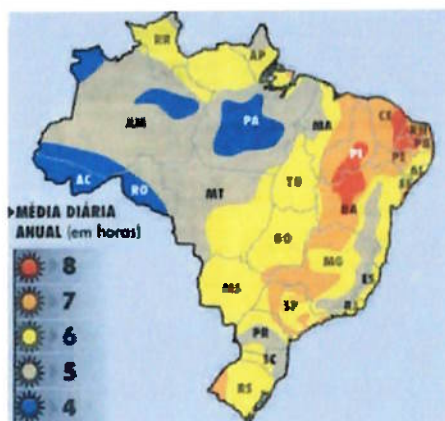 RR
AP
AM
PA
MA
CE
RN
PB
PI
PE
AL
SE
AC
RO
TO
BA
MT
GO
MG
ES
MS
SP
RJ
PR
SC
RS
MÉDIA DIÁRIA
ANUAL (em horas)
8
7
6
5
4